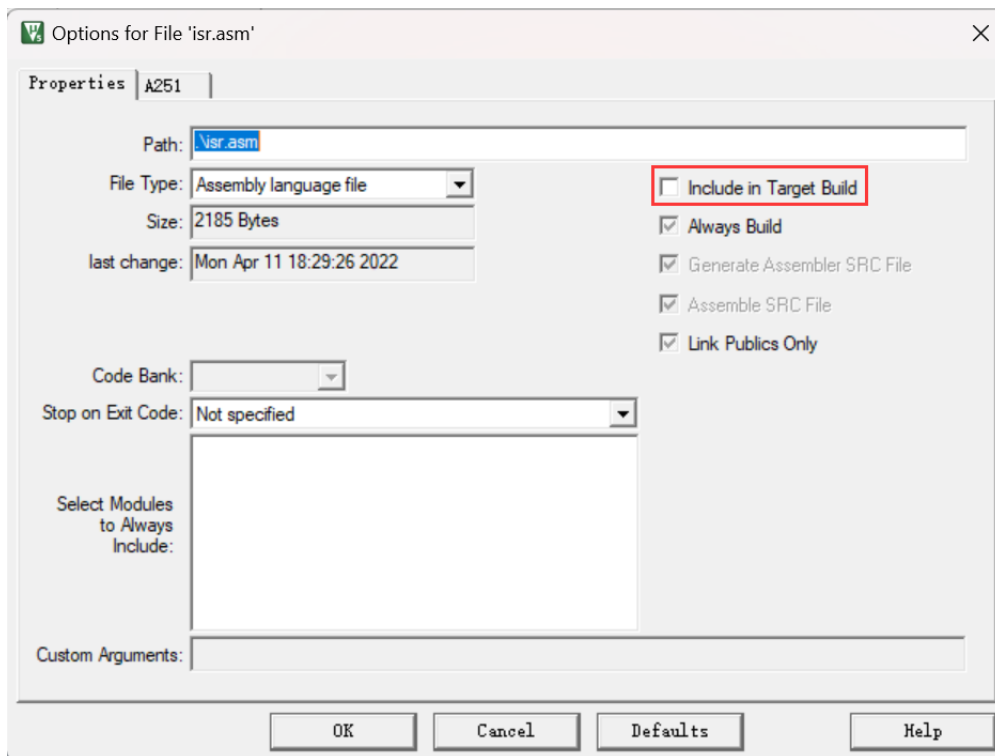 Options for File 'isr.asm'
Properties
A251
Path: .\isr.asm
File Type: Assembly language file
Include in Target Build
Size: 2185 Bytes
Always Build
last change: Mon Apr 11 18:29:26 2022
Generate Assembler SRC File
Assemble SRC File
Link Publics Only
Code Bank:
Stop on Exit Code: Not specified
Select Modules
to Always
Include:
Custom Arguments:
OK
Cancel
Defaults
Help